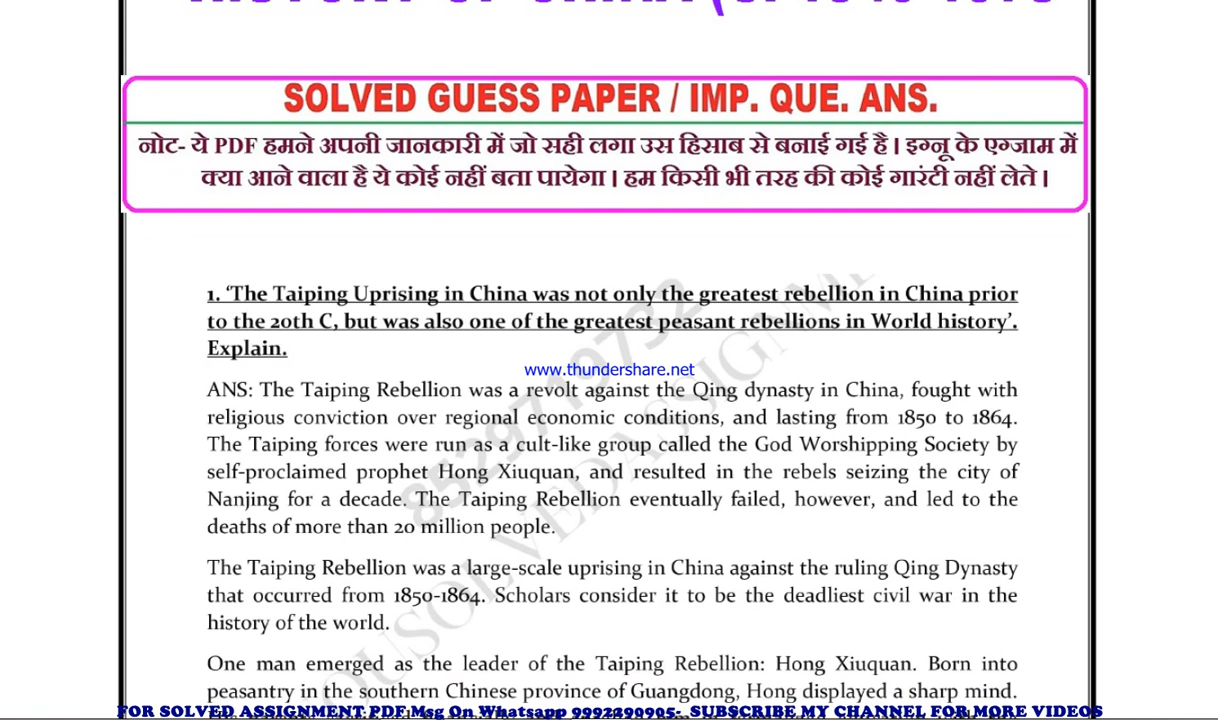 SOLVED GUESS PAPER / IMP. QUE. ANS.
नोट- ये PDF हमने अपनी जानकारी में जो सही लगा उस हिसाब से बनाई गई है। इग्नू के एग्जाम में
क्या आने वाला है ये कोई नहीं बता पायेगा। हम किसी भी तरह की कोई गारंटी नहीं लेते।
1. ‘The Taiping Uprising in China was not only the greatest rebellion in China prior
to the 20th C, but was also one of the greatest peasant rebellions in World history’.
Explain.
www.thundershare.net
ANS: The Taiping Rebellion was a revolt against the Qing dynasty in China, fought with
religious conviction over regional economic conditions, and lasting from 1850 to 1864.
The Taiping forces were run as a cult-like group called the God Worshipping Society by
self-proclaimed prophet Hong Xiuquan, and resulted in the rebels seizing the city of
Nanjing for a decade. The Taiping Rebellion eventually failed, however, and led to the
deaths of more than 20 million people.
The Taiping Rebellion was a large-scale uprising in China against the ruling Qing Dynasty
that occurred from 1850-1864. Scholars consider it to be the deadliest civil war in the
history of the world.
One man emerged as the leader of the Taiping Rebellion: Hong Xiuquan. Born into
peasantry in the southern Chinese province of Guangdong, Hong displayed a sharp mind.
FOR SOLVED ASSIGNMENT PDF Msg On Whatsapp 9992290905- SUBSCRIBE MY CHANNEL FOR MORE VIDEOS
8529719732
OUSOLVEDASSIGNME